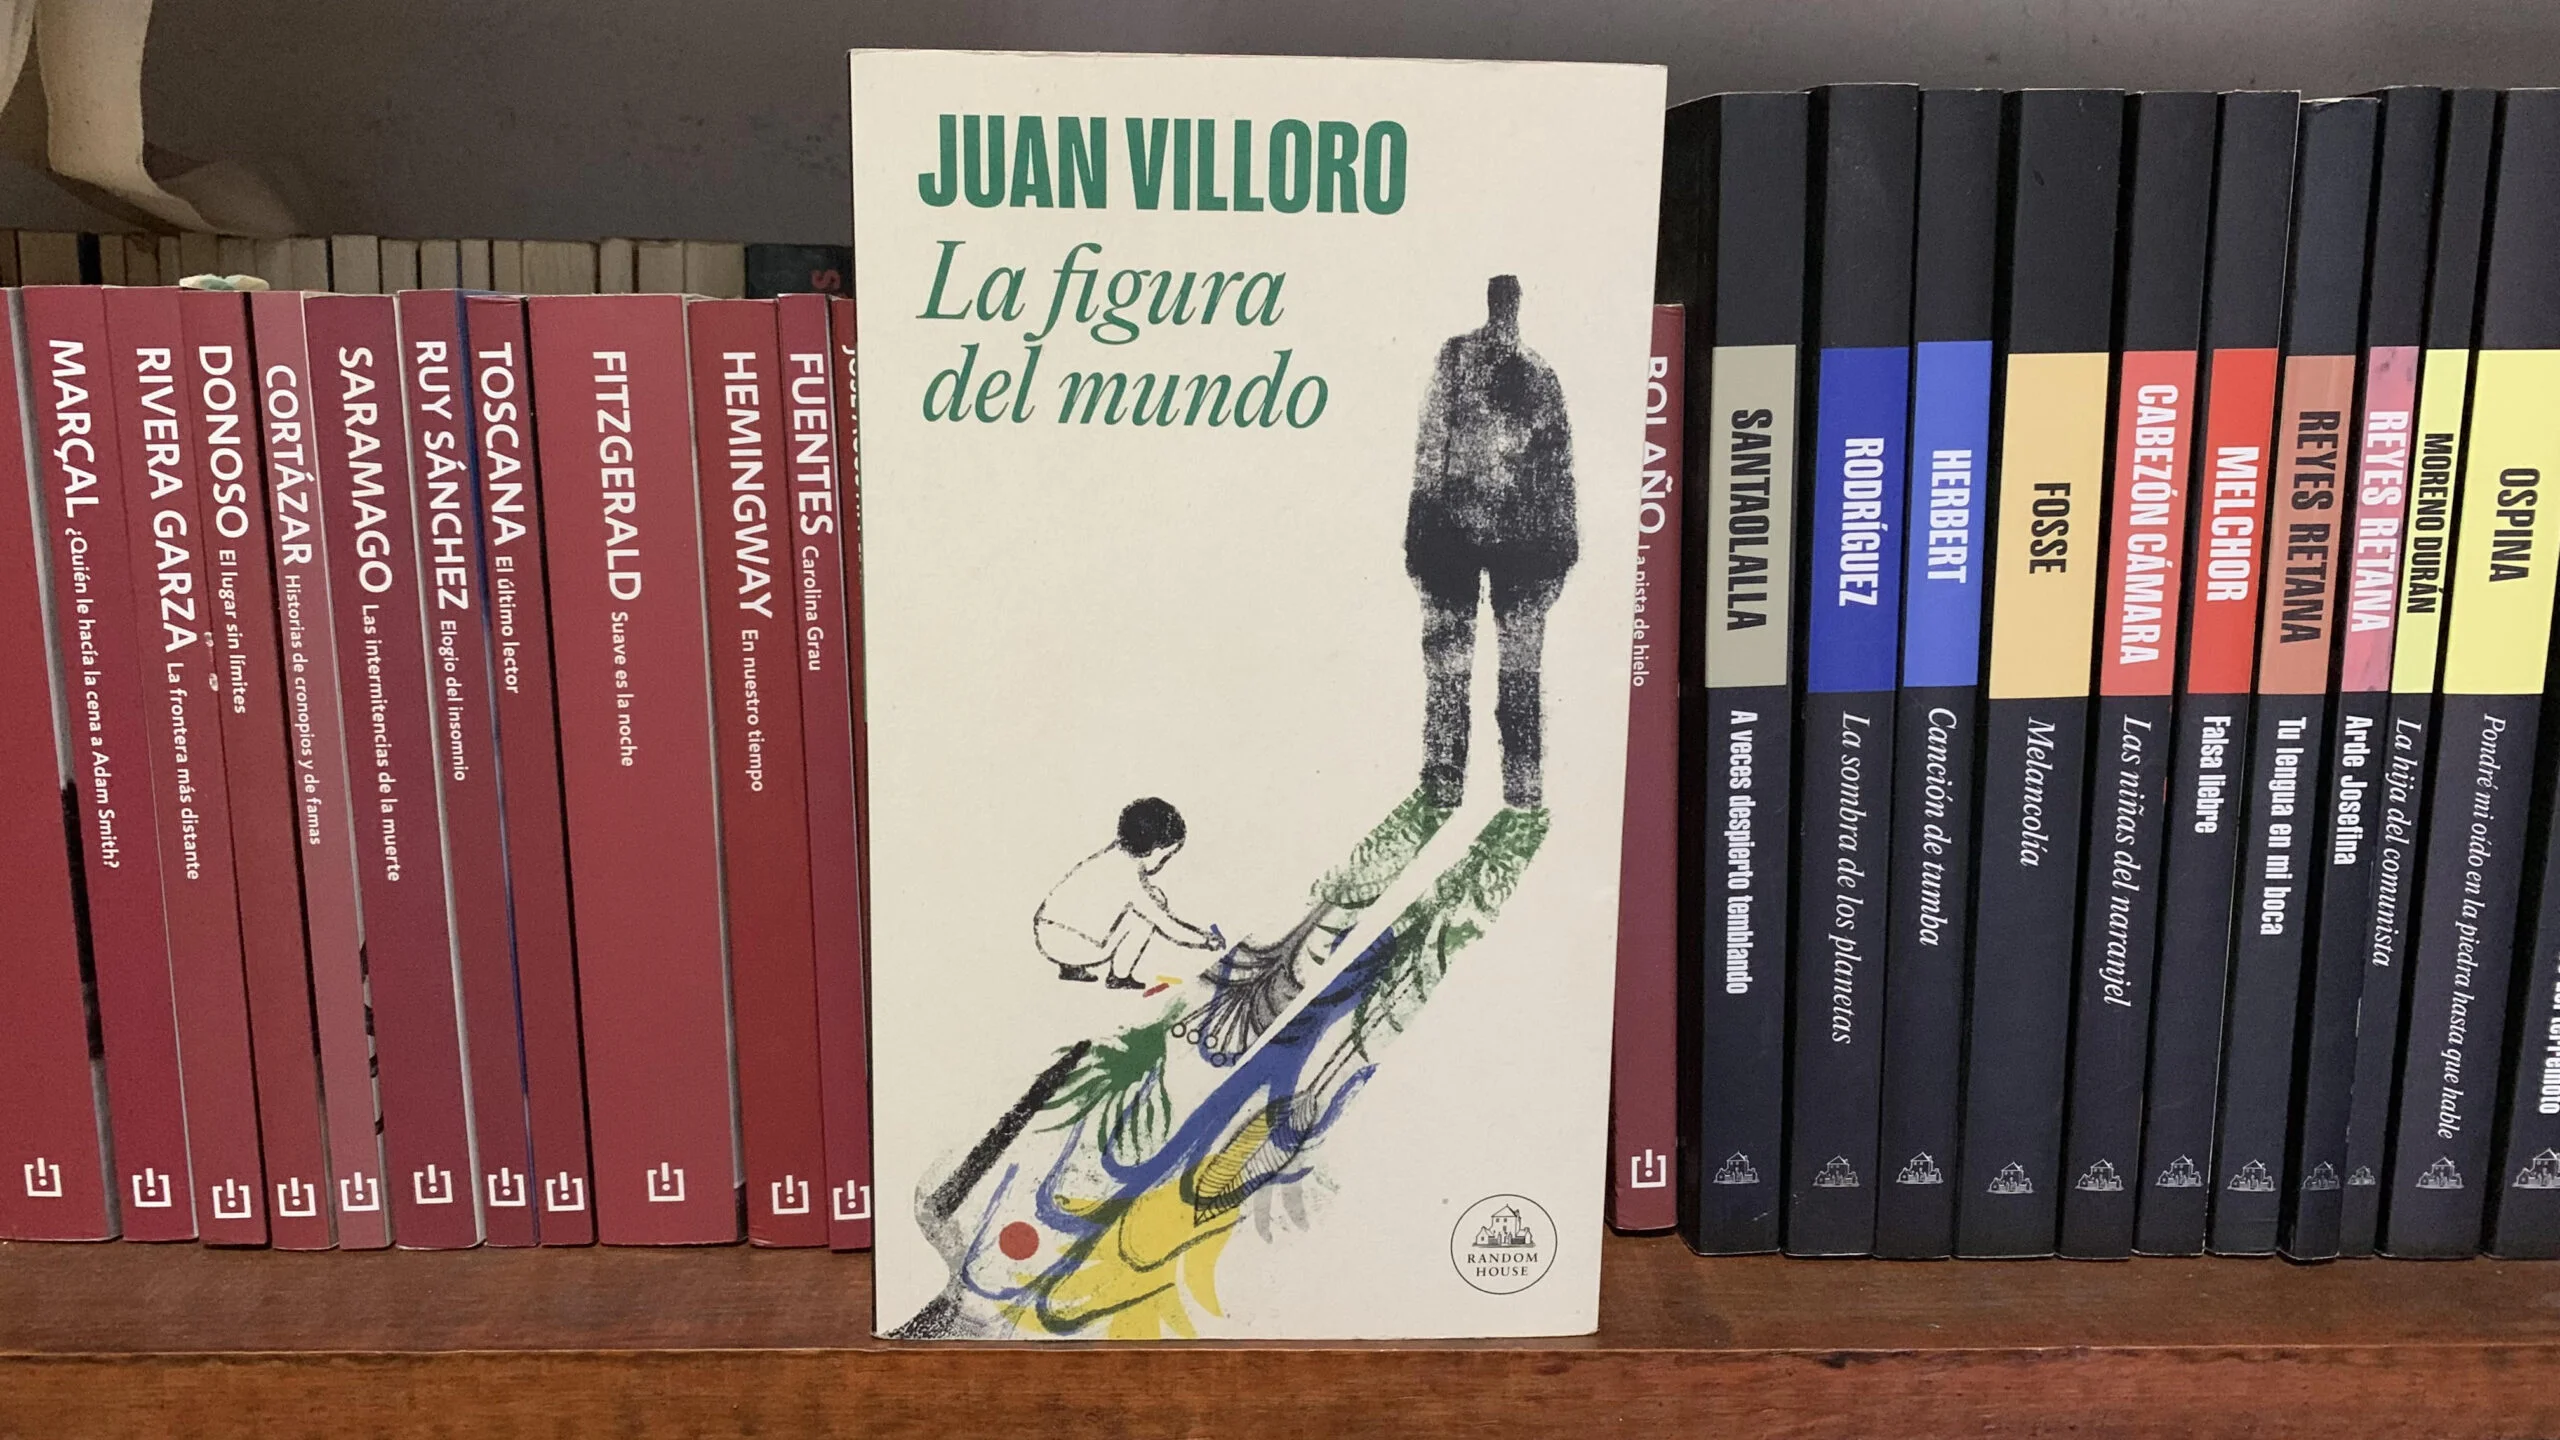 MARÇAL ¿Quién le hacía la cena a Adam Smith?
RIVERA GARZA La frontera más distante
DONOSO El lugar sin límites
CORTÁZAR Historias de cronopios y de famas
SARAMAGO Las intermitencias de la muerte
RUY SÁNCHEZ Elogio del insomnio
TOSCANA El último lector
FITZGERALD Suave es la noche
HEMINGWAY En nuestro tiempo
FUENTES Carolina Grau
JUAN VILLORO
La figura
del mundo
RANDOM
HOUSE
BOLAÑO La pista de hielo
SANTAOLALLA A veces despierto temblando
RODRÍGUEZ La sombra de los planetas
HERBERT Canción de tumba
FOSSE Melancolía
CABEZÓN CÁMARA Las niñas del naranjel
MELCHOR Falsa liebre
REYES RETANA Tu lengua en mi boca
REYES RETANA Arde Josefina
MORENO DURÁN La hija del comunista
OSPINA Pondré mi oído en la piedra hasta que hable
terremoto